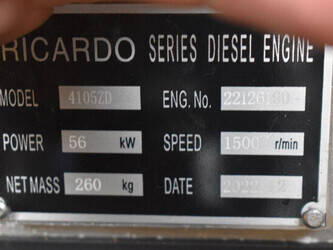 RICARDO SERIES DIESEL ENGINE
MODEL 4105ZD ENG. No.
POWER 56 kW SPEED 1500 r/min
NET MASS 260 kg DATE